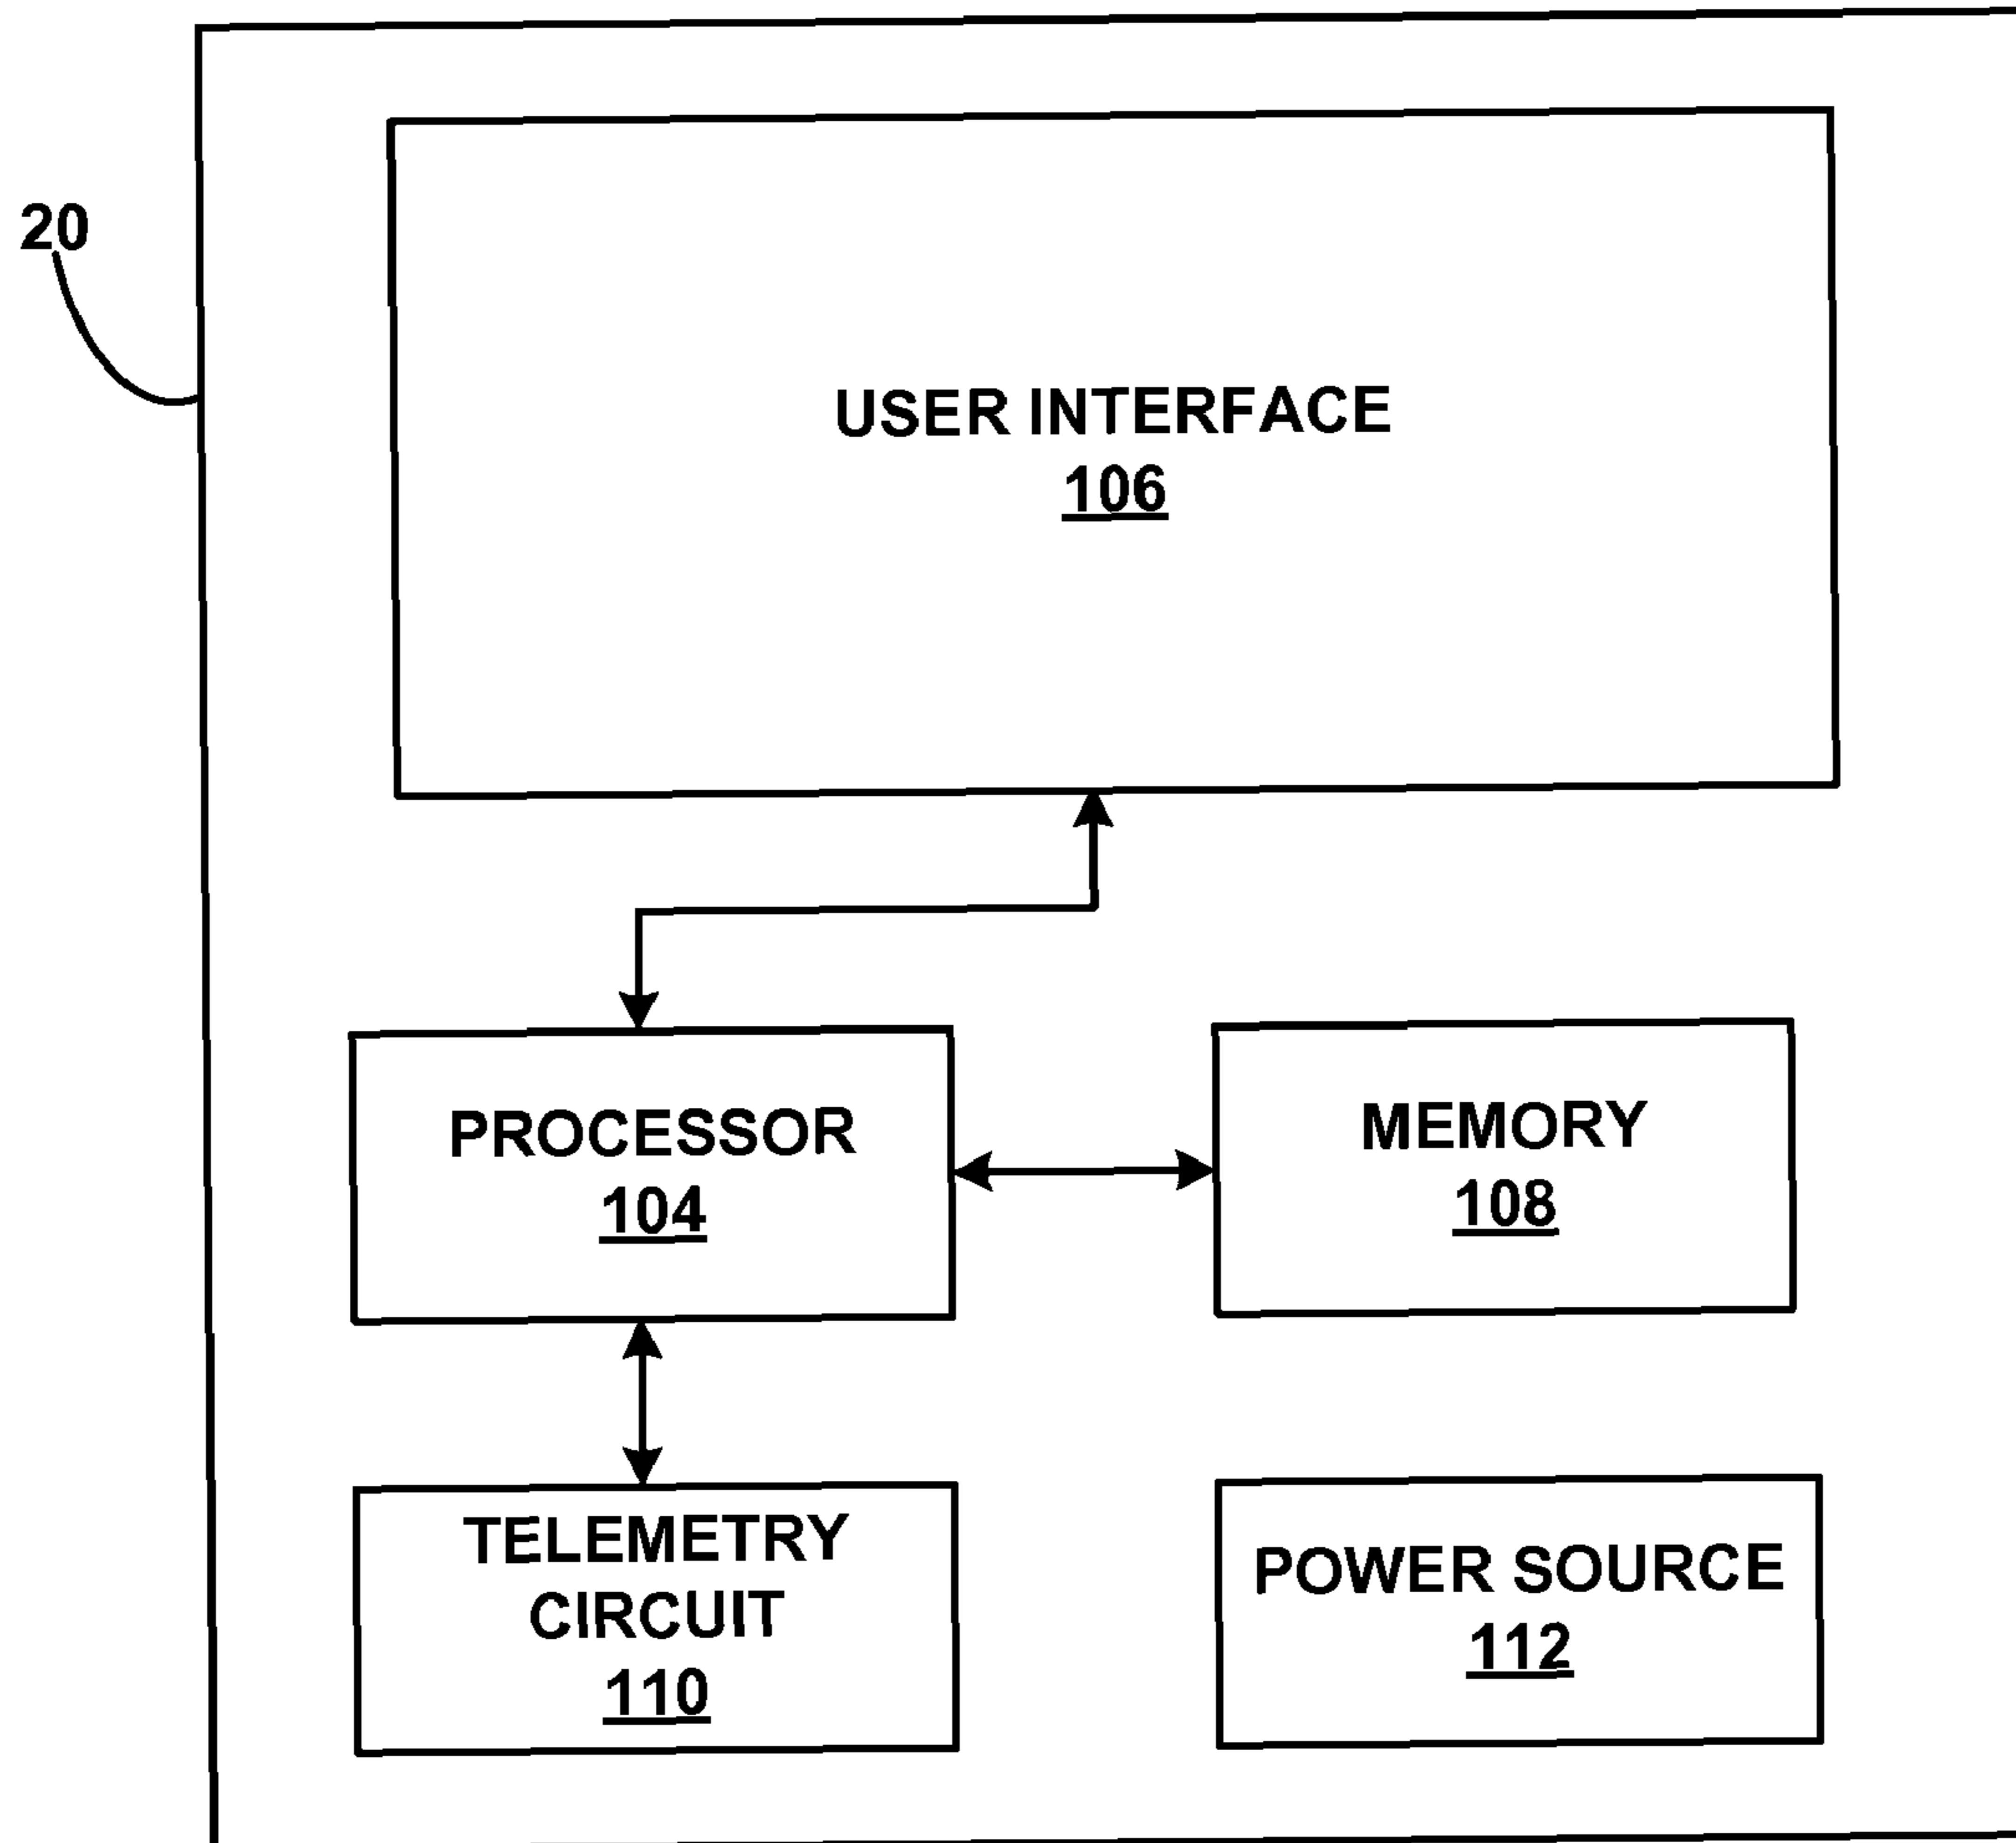 20
USER INTERFACE
106
PROCESSOR
104
MEMORY
108
TELEMETRY
CIRCUIT
110
POWER SOURCE
112